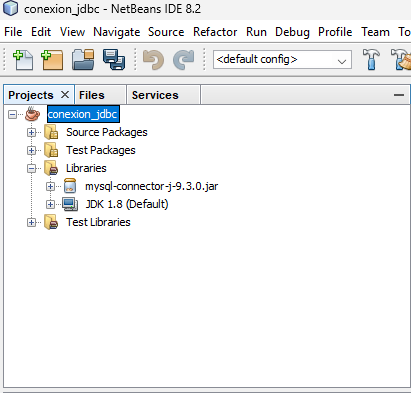 conexion_jdbc - NetBeans IDE 8.2
File Edit View Navigate Source Refactor Run Debug Profile Team To
<default config>
Projects Files Services
conexion_jdbc
Source Packages
Test Packages
Libraries
mysql-connector-j-9.3.0.jar
JDK 1.8 (Default)
Test Libraries